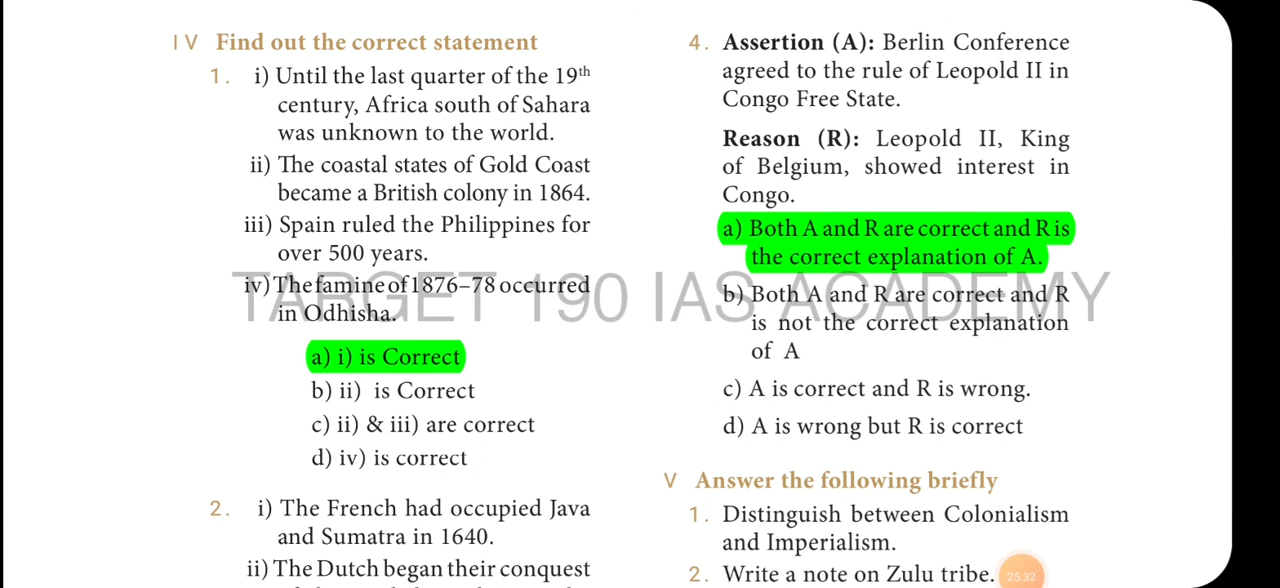 IV Find out the correct statement
1. i) Until the last quarter of the 19th
century, Africa south of Sahara
was unknown to the world.
ii) The coastal states of Gold Coast
became a British colony in 1864.
iii) Spain ruled the Philippines for
over 500 years.
iv) The famine of 1876–78 occurred
in Odhisha.
a) i) is Correct
b) ii) is Correct
c) ii) & iii) are correct
d) iv) is correct
2. i) The French had occupied Java
and Sumatra in 1640.
ii) The Dutch began their conquest
4. Assertion (A): Berlin Conference
agreed to the rule of Leopold II in
Congo Free State.
Reason (R): Leopold II, King
of Belgium, showed interest in
Congo.
a) Both A and R are correct and R is
the correct explanation of A.
b) Both A and R are correct and R
is not the correct explanation
of A
c) A is correct and R is wrong.
d) A is wrong but R is correct
V Answer the following briefly
1. Distinguish between Colonialism
and Imperialism.
2. Write a note on Zulu tribe.
25:32
TARGET 190 IAS ACADEMY